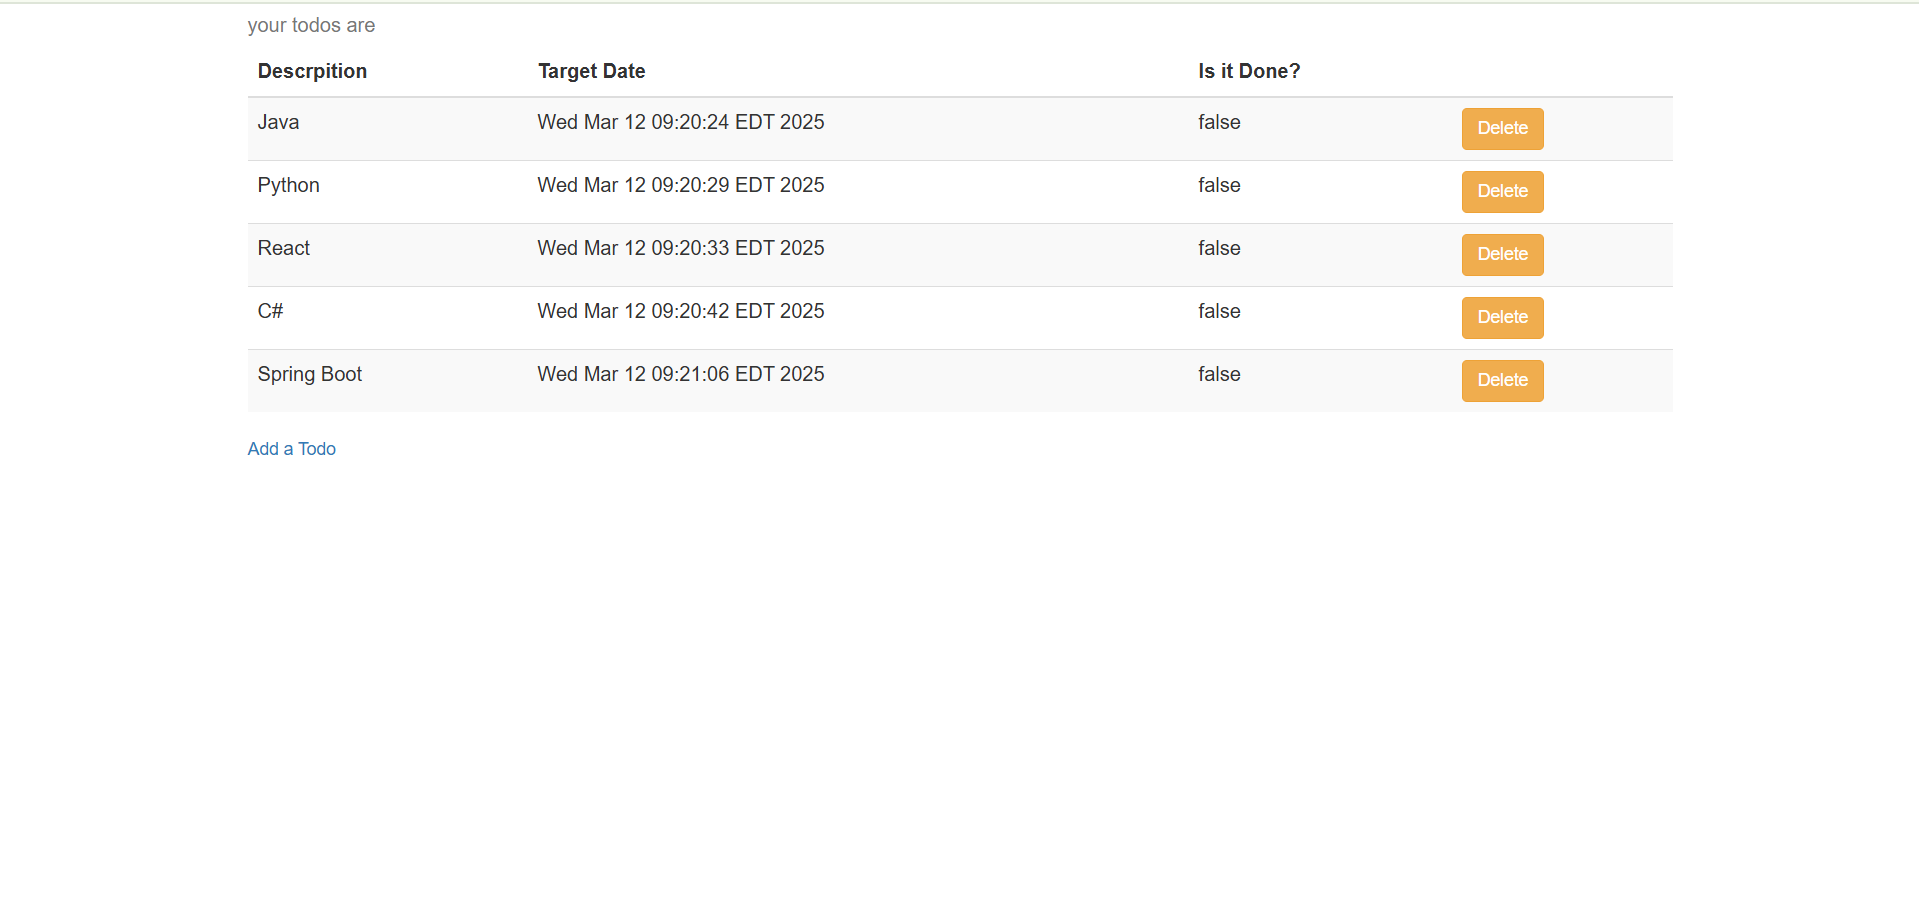 your todos are
Descrpition Target Date Is it Done?
Java Wed Mar 12 09:20:24 EDT 2025 false Delete
Python Wed Mar 12 09:20:29 EDT 2025 false Delete
React Wed Mar 12 09:20:33 EDT 2025 false Delete
C# Wed Mar 12 09:20:42 EDT 2025 false Delete
Spring Boot Wed Mar 12 09:21:06 EDT 2025 false Delete
Add a Todo